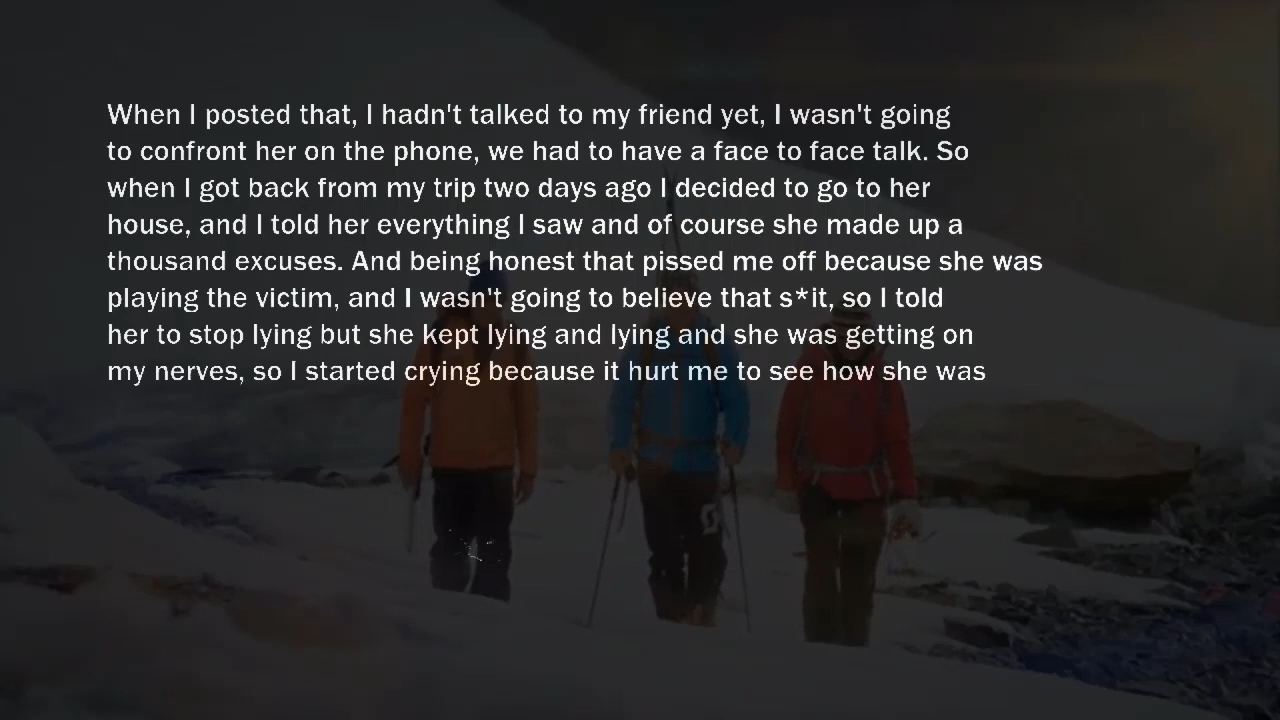 When I posted that, I hadn't talked to my friend yet, I wasn't going
to confront her on the phone, we had to have a face to face talk. So
when I got back from my trip two days ago I decided to go to her
house, and I told her everything I saw and of course she made up a
thousand excuses. And being honest that pissed me off because she was
playing the victim, and I wasn't going to believe that s*it, so I told
her to stop lying but she kept lying and lying and she was getting on
my nerves, so I started crying because it hurt me to see how she was